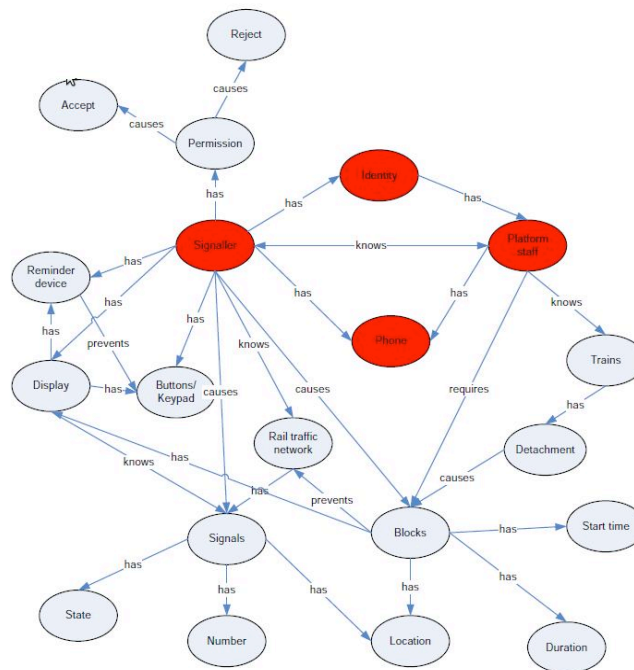 Reject
Accept
causes
causes
Permission
Identity
has
has
has
Signaller
knows
Platform
staff
Reminder
device
has
has
has
has
knows
Phone
has
prevents
has
knows
Trains
Display
has
Buttons/
Keypad
causes
causes
requires
has
Rail traffic
network
Detachment
knows
has
has
prevents
causes
Signals
Blocks
has
Start time
has
has
has
has
has
State
Number
Location
Duration